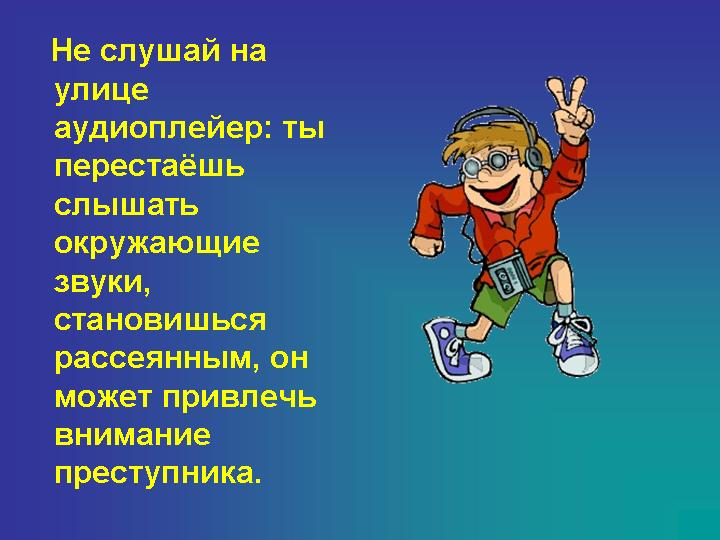 Не слушай на
улице
аудиоплейер: ты
перестаёшь
слышать
окружающие
звуки,
становишься
рассеянным, он
может привлечь
внимание
преступника.